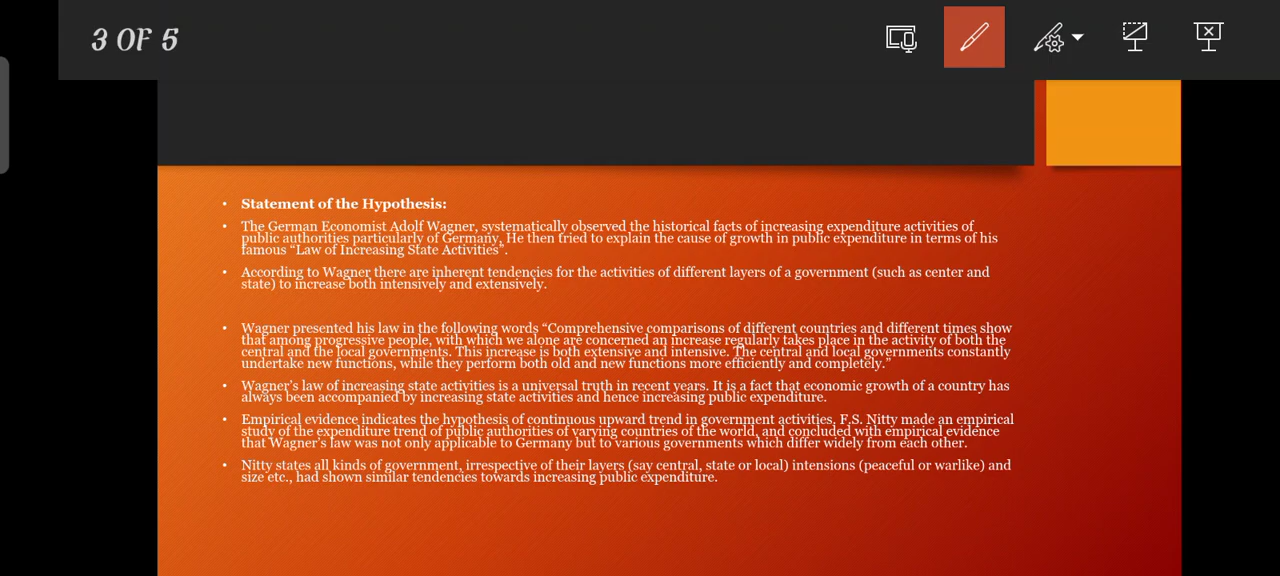 3 OF 5
• Statement of the Hypothesis:
• The German Economist Adolf Wagner, systematically observed the historical facts of increasing expenditure activities of
public authorities particularly of Germany. He then tried to explain the cause of growth in public expenditure in terms of his
famous “Law of Increasing State Activities”.
• According to Wagner there are inherent tendencies for the activities of different layers of a government (such as center and
state) to increase both intensively and extensively.
• Wagner presented his law in the following words “Comprehensive comparisons of different countries and different times show
that among progressive people, with which we alone are concerned an increase regularly takes place in the activity of both the
central and the local governments. This increase is both extensive and intensive. The central and local governments constantly
undertake new functions, while they perform both old and new functions more efficiently and completely.”
• Wagner’s law of increasing state activities is a universal truth in recent years. It is a fact that economic growth of a country has
always been accompanied by increasing state activities and hence increasing public expenditure.
• Empirical evidence indicates the hypothesis of continuous upward trend in government activities. F.S. Nitty made an empirical
study of the expenditure trend of public authorities of varying countries of the world, and concluded with empirical evidence
that Wagner’s law was not only applicable to Germany but to various governments which differ widely from each other.
• Nitty states all kinds of government, irrespective of their layers (say central, state or local) intensions (peaceful or warlike) and
size etc., had shown similar tendencies towards increasing public expenditure.